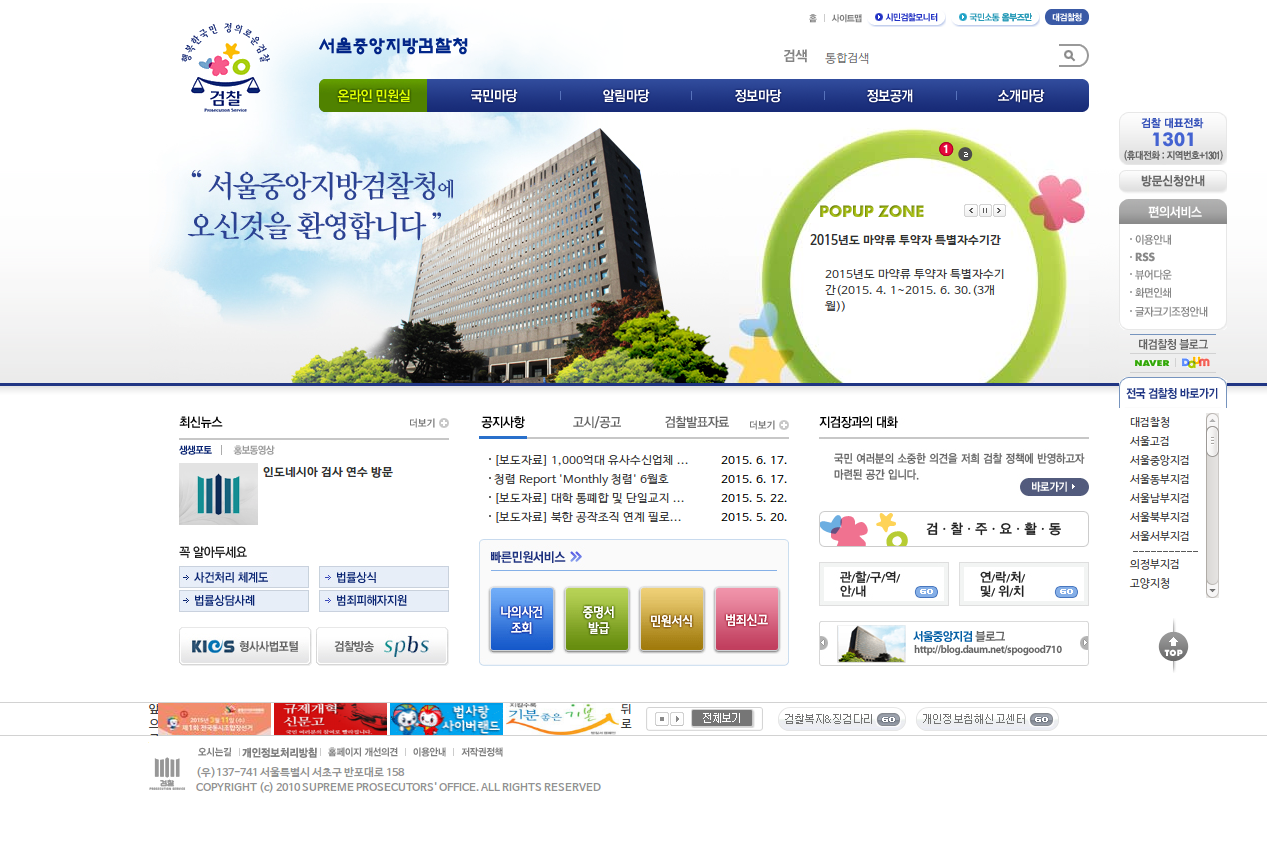 홈
사이트맵
시민검찰모니터
국민소통 옴부즈만
대검찰청
행복한국민 정의로운검찰
검찰
Prosecution Service
서울중앙지방검찰청
검색
통합검색
온라인 민원실
국민마당
알림마당
정보마당
정보공개
소개마당
“ 서울중앙지방검찰청에
오신것을 환영합니다 ”
1
2
POPUP ZONE
2015년도 마약류 투약자 특별자수기간
2015년도 마약류 투약자 특별자수기
간(2015. 4. 1~2015. 6. 30. (3개
월))
검찰 대표전화
1301
(휴대전화 : 지역번호+1301)
방문신청안내
편의서비스
이용안내
RSS
뷰어다운
화면인쇄
글자크기조정안내
대검찰청 블로그
NAVER
Daum
전국 검찰청 바로가기
대검찰청
서울고검
서울중앙지검
서울동부지검
서울남부지검
서울북부지검
서울서부지검
-----------
의정부지검
고양지청
TOP
최신뉴스
더보기
생생포토
홍보동영상
인도네시아 검사 연수 방문
꼭 알아두세요
사건처리 체계도
법률상식
법률상담사례
범죄피해자지원
KICS 형사사법포털
검찰방송 spbs
공지사항
고시/공고
검찰발표자료
더보기
· [보도자료] 1,000억대 유사수신업체 ... 2015. 6. 17.
· 청렴 Report 'Monthly 청렴' 6월호 2015. 6. 17.
· [보도자료] 대학 통폐합 및 단일교지 ... 2015. 5. 22.
· [보도자료] 북한 공작조직 연계 필로... 2015. 5. 20.
빠른민원서비스
나의사건
조회
증명서
발급
민원서식
범죄신고
지검장과의 대화
국민 여러분의 소중한 의견을 저희 검찰 정책에 반영하고자
마련된 공간 입니다.
바로가기
검·찰·주·요·활·동
관/할/구/역/
안/내
GO
연/락/처/
및/ 위/치
GO
서울중앙지검 블로그
http://blog.daum.net/spogood710
앞
으
2015년 3월 11일 (수)
제1회 전국동시조합장선거
규제개혁
신문고
법사랑
사이버랜드
기분 좋은 기본
뒤
로
전체보기
검찰복지&징검다리 GO
개인정보침해신고센터 GO
오시는길
개인정보처리방침
홈페이지 개선의견
이용안내
저작권정책
검찰
PROSECUTION SERVICE
(우)137-741 서울특별시 서초구 반포대로 158
COPYRIGHT (c) 2010 SUPREME PROSECUTORS' OFFICE. ALL RIGHTS RESERVED